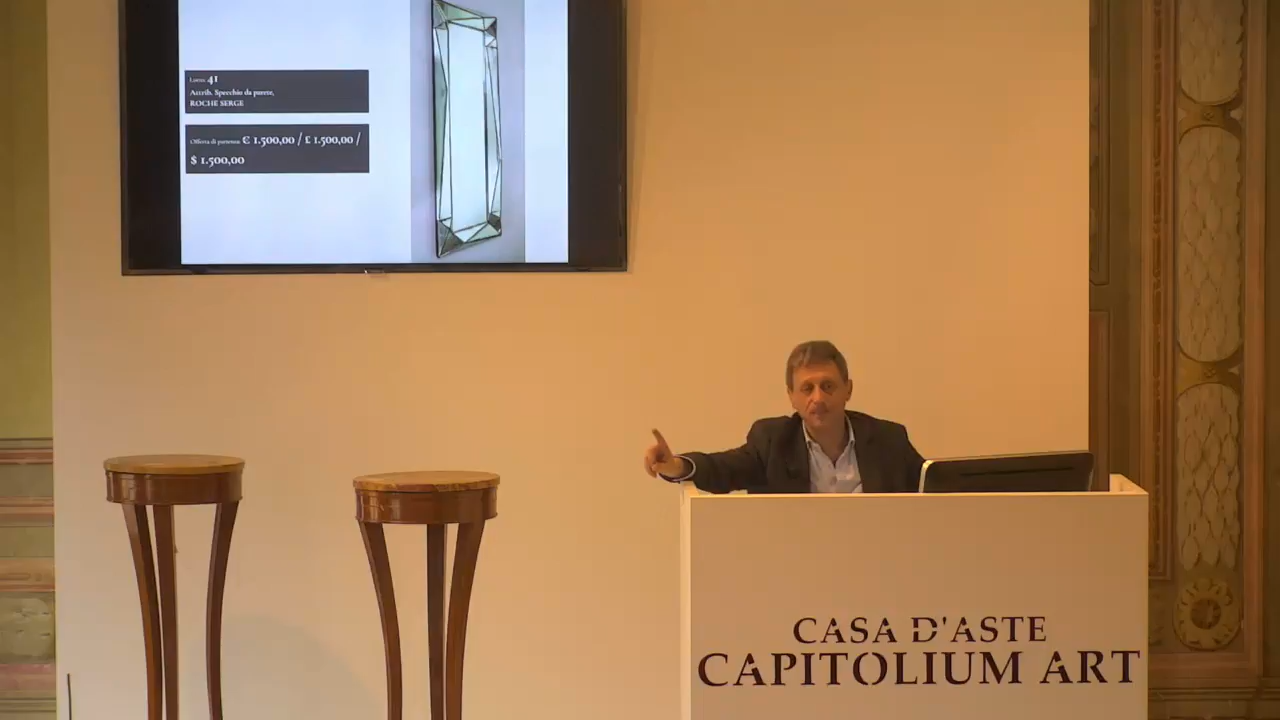 Lotto: 41
Attrib. Specchio da parete,
ROCHE SERGE
Offerta di partenza: € 1.500,00 / £ 1.500,00 /
$ 1.500,00
CASA D'ASTE
CAPITOLIUM ART